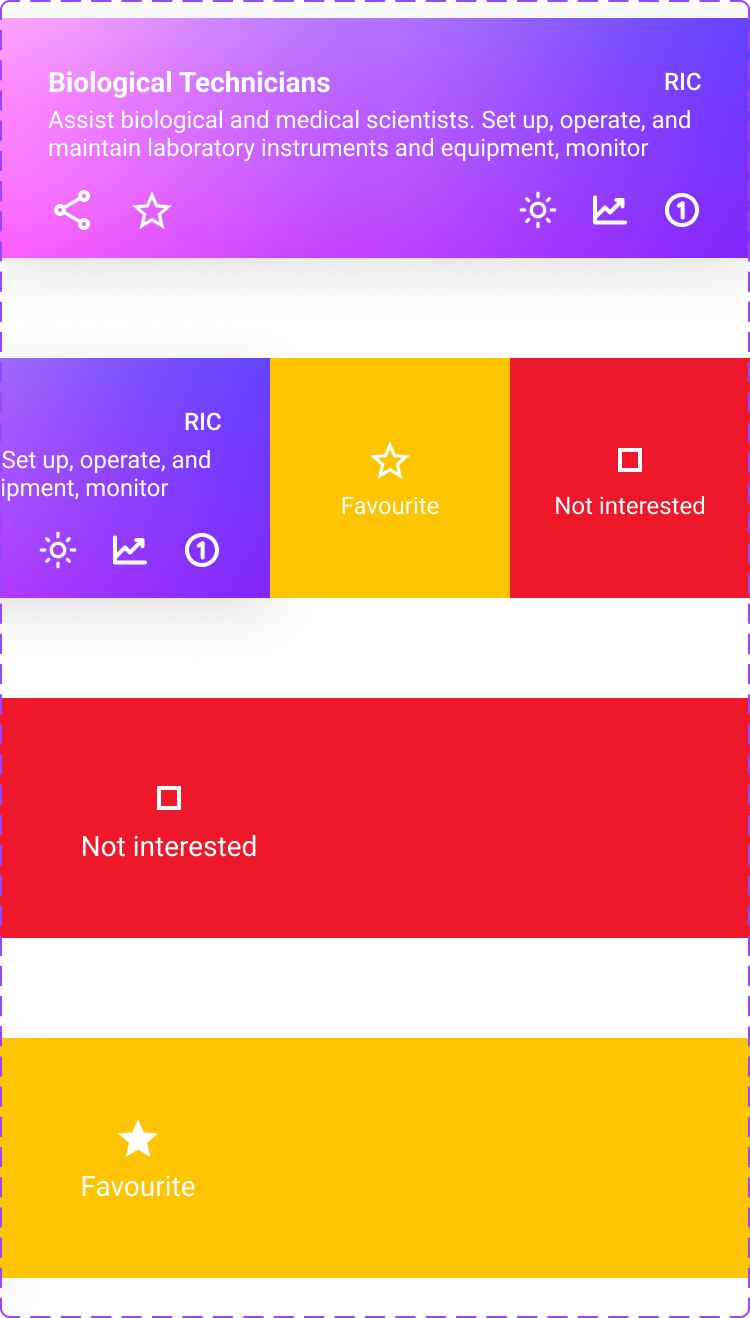 Biological Technicians
RIC
Assist biological and medical scientists. Set up, operate, and
maintain laboratory instruments and equipment, monitor
1
RIC
Set up, operate, and
ipment, monitor
1
Favourite
Not interested
Not interested
Favourite